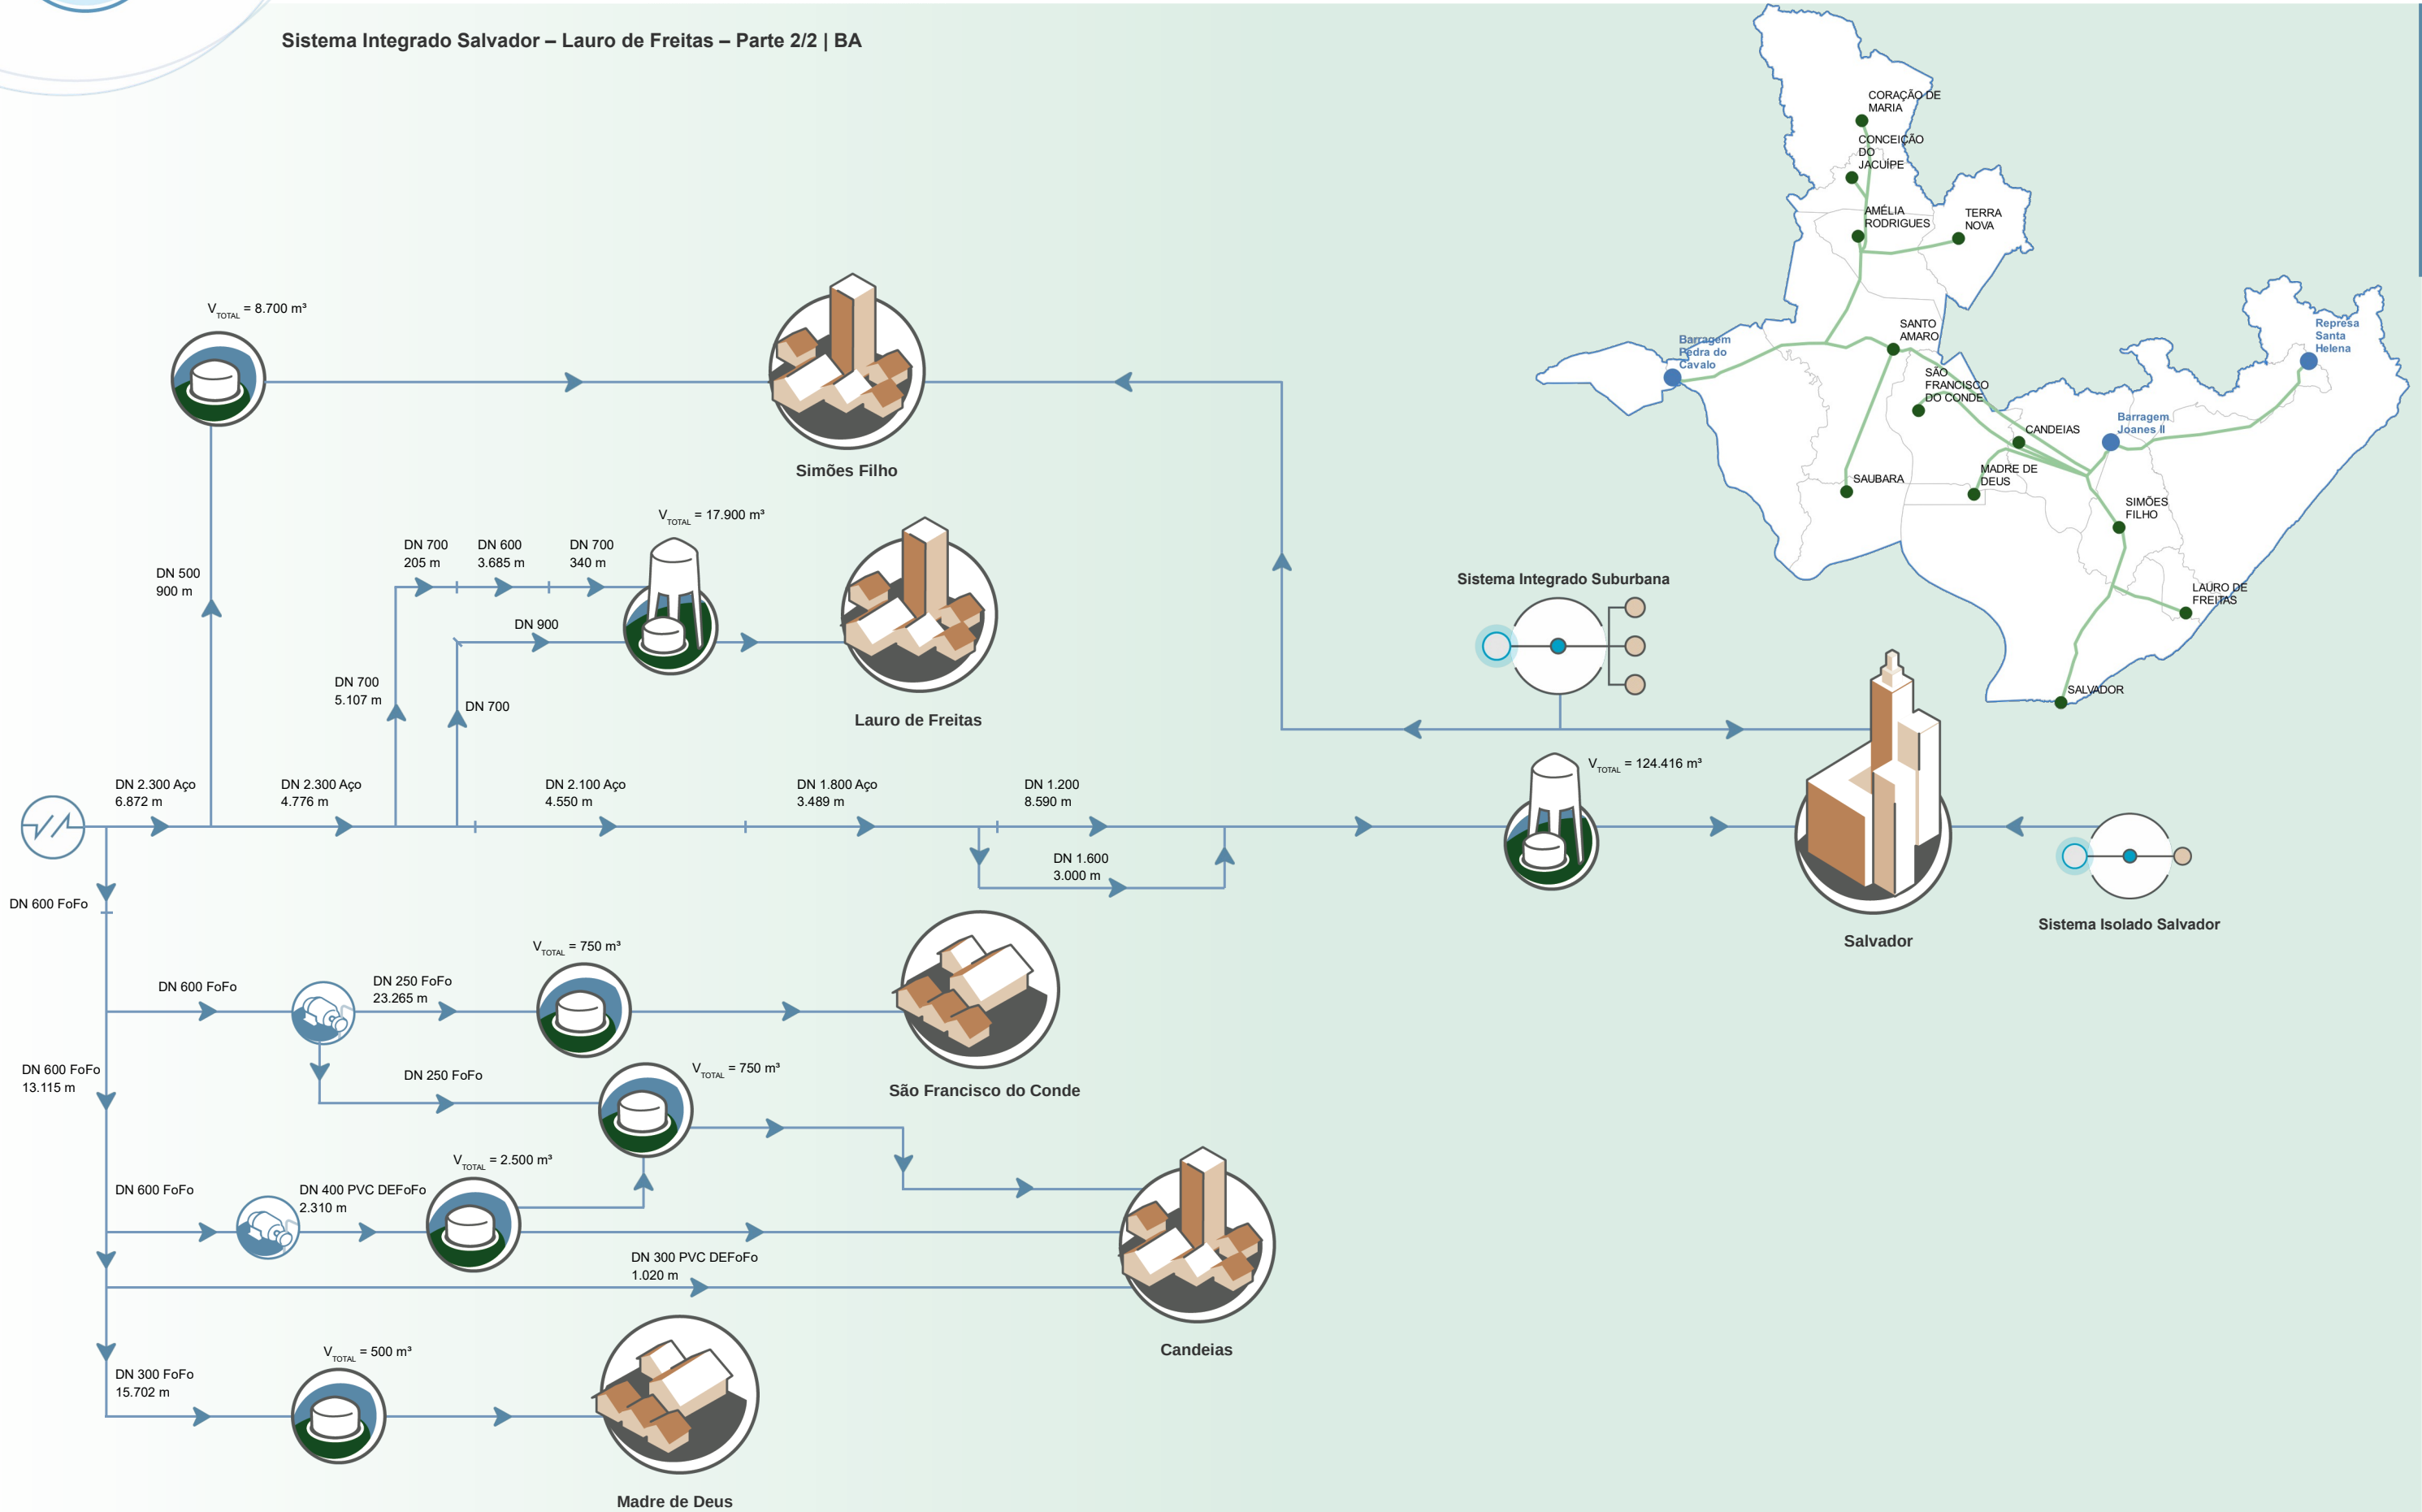 Sistema Integrado Salvador – Lauro de Freitas – Parte 2/2 | BA
CORAÇÃO DE
MARIA
CONCEIÇÃO
DO
JACUÍPE
AMÉLIA
RODRIGUES
TERRA
NOVA
SANTO
AMARO
Barragem
Pedra do
Cavalo
SÃO
FRANCISCO
DO CONDE
Represa
Santa
Helena
Barragem
Joanes II
CANDEIAS
SAUBARA
MADRE DE
DEUS
SIMÕES
FILHO
LAURO DE
FREITAS
SALVADOR
VTOTAL = 8.700 m³
Simões Filho
DN 500
900 m
VTOTAL = 17.900 m³
DN 700
205 m
DN 600
3.685 m
DN 700
340 m
DN 900
DN 700
5.107 m
DN 700
Lauro de Freitas
Sistema Integrado Suburbana
DN 2.300 Aço
6.872 m
DN 2.300 Aço
4.776 m
DN 2.100 Aço
4.550 m
DN 1.800 Aço
3.489 m
DN 1.200
8.590 m
DN 1.600
3.000 m
VTOTAL = 124.416 m³
Salvador
Sistema Isolado Salvador
DN 600 FoFo
DN 600 FoFo
DN 250 FoFo
23.265 m
VTOTAL = 750 m³
São Francisco do Conde
DN 600 FoFo
13.115 m
DN 250 FoFo
VTOTAL = 750 m³
DN 600 FoFo
DN 400 PVC DEFoFo
2.310 m
VTOTAL = 2.500 m³
DN 300 PVC DEFoFo
1.020 m
Candeias
DN 300 FoFo
15.702 m
VTOTAL = 500 m³
Madre de Deus